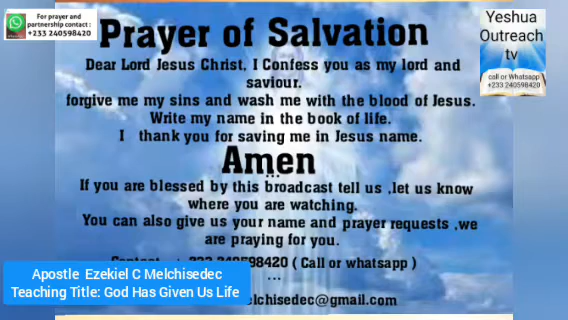 For prayer and
partnership contact :
+233 240598420
Prayer of Salvation
Yeshua
Outreach
tv
call or Whatsapp
+233 240598420
Dear Lord Jesus Christ, I Confess you as my lord and
saviour.
forgive me my sins and wash me with the blood of Jesus.
Write my name in the book of life.
I thank you for saving me in Jesus name.
Amen
...
If you are blessed by this broadcast tell us ,let us know
where you are watching.
You can also give us your name and prayer requests ,we
are praying for you.
98420 ( Call or whatsapp )
...
elchisedec@gmail.com
Apostle Ezekiel C Melchisedec
Teaching Title: God Has Given Us Life